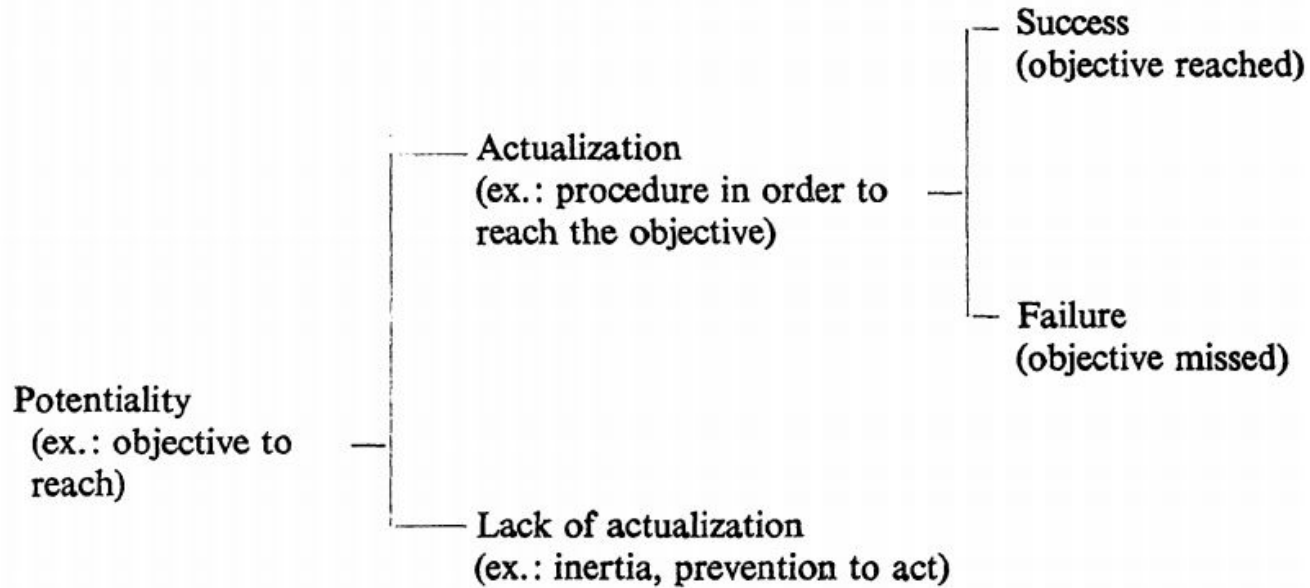 Success
(objective reached)
Actualization
(ex.: procedure in order to
reach the objective)
Failure
(objective missed)
Potentiality
(ex.: objective to
reach)
Lack of actualization
(ex.: inertia, prevention to act)